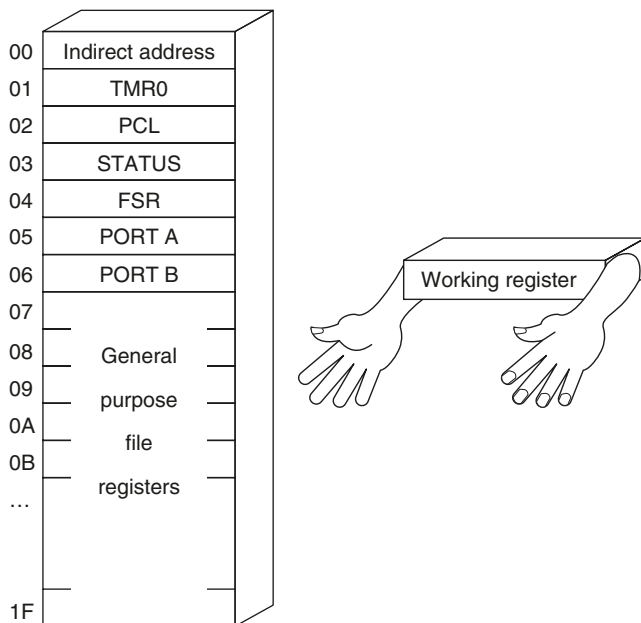 00 Indirect address
01 TMR0
02 PCL
03 STATUS
04 FSR
05 PORT A
06 PORT B
07
08 General
09 purpose
0A file
0B registers
...
1F
Working register